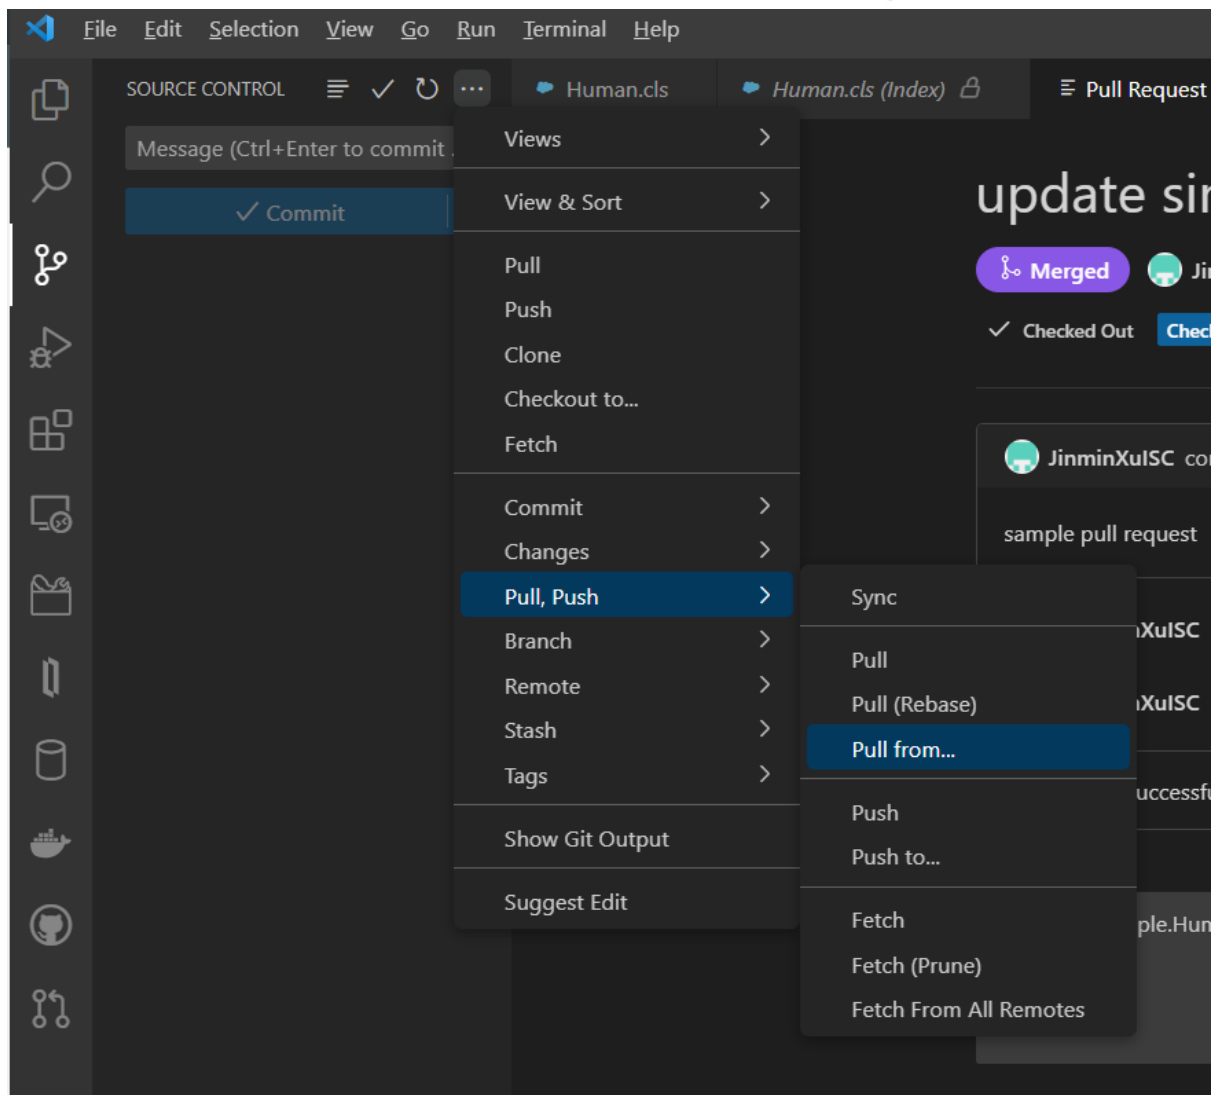 File Edit Selection View Go Run Terminal Help
SOURCE CONTROL
Human.cls
Human.cls (Index)
Pull Request
Message (Ctrl+Enter to commit
Commit
Views
View & Sort
Pull
Push
Clone
Checkout to...
Fetch
Commit
Changes
Pull, Push
Branch
Remote
Stash
Tags
Show Git Output
Suggest Edit
Sync
Pull
Pull (Rebase)
Pull from...
Push
Push to...
Fetch
Fetch (Prune)
Fetch From All Remotes
update
Merged
Checked Out
JinminXuISC
sample pull request
XuISC
XuISC